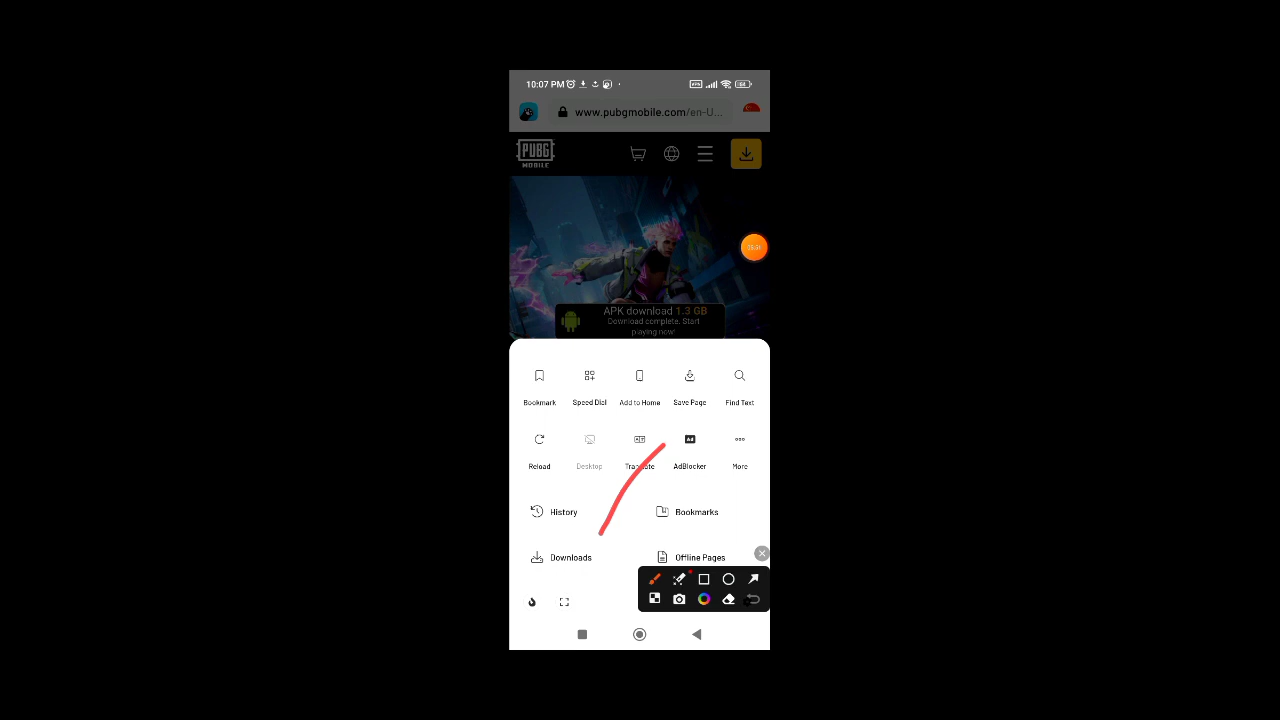 10:07 PM
VPN
www.pubgmobile.com/en-U...
PUBG
MOBILE
APK download 1.3 GB
Download complete. Start
playing now!
Bookmark Speed Dial Add to Home Save Page Find Text
Reload Desktop Translate AdBlocker More
History Bookmarks
Downloads Offline Pages